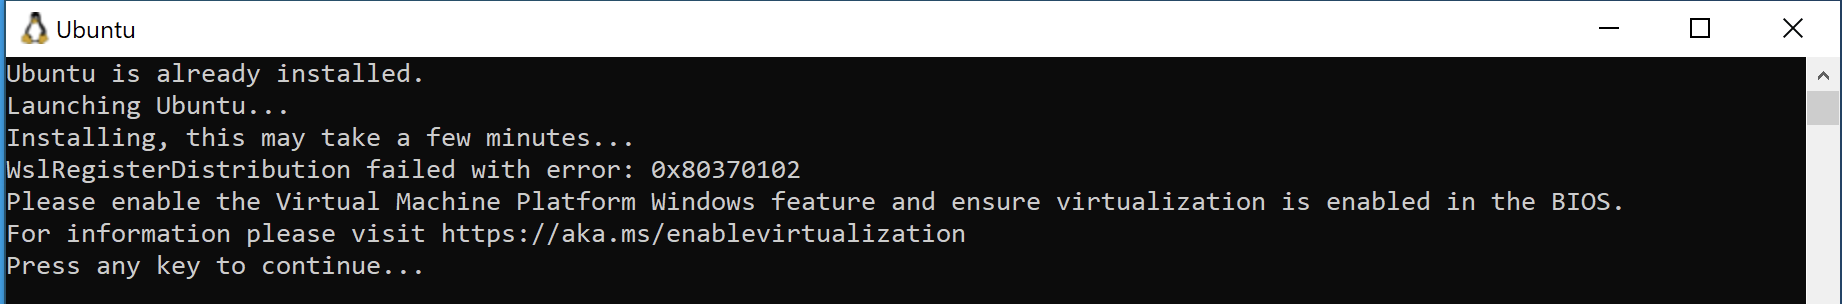 Ubuntu
Ubuntu is already installed.
Launching Ubuntu...
Installing, this may take a few minutes...
WslRegisterDistribution failed with error: 0x80370102
Please enable the Virtual Machine Platform Windows feature and ensure virtualization is enabled in the BIOS.
For information please visit https://aka.ms/enablevirtualization
Press any key to continue...